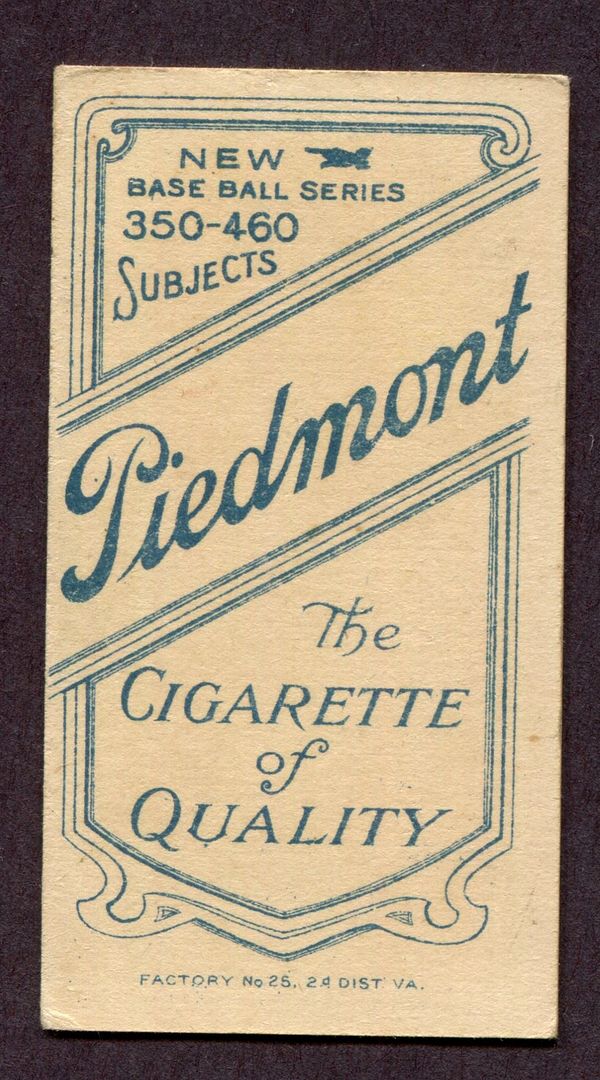 NEW
BASE BALL SERIES
350-460
SUBJECTS
Piedmont
The
CIGARETTE
of
QUALITY
FACTORY No 25, 2d DIST VA.